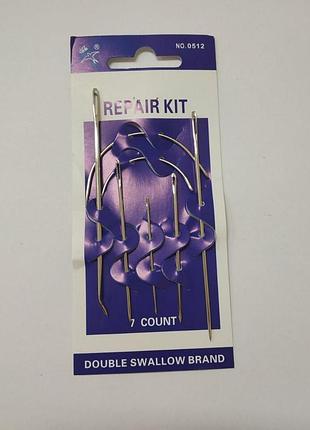 NO.0512
REPAIR KIT
7 COUNT
DOUBLE SWALLOW BRAND